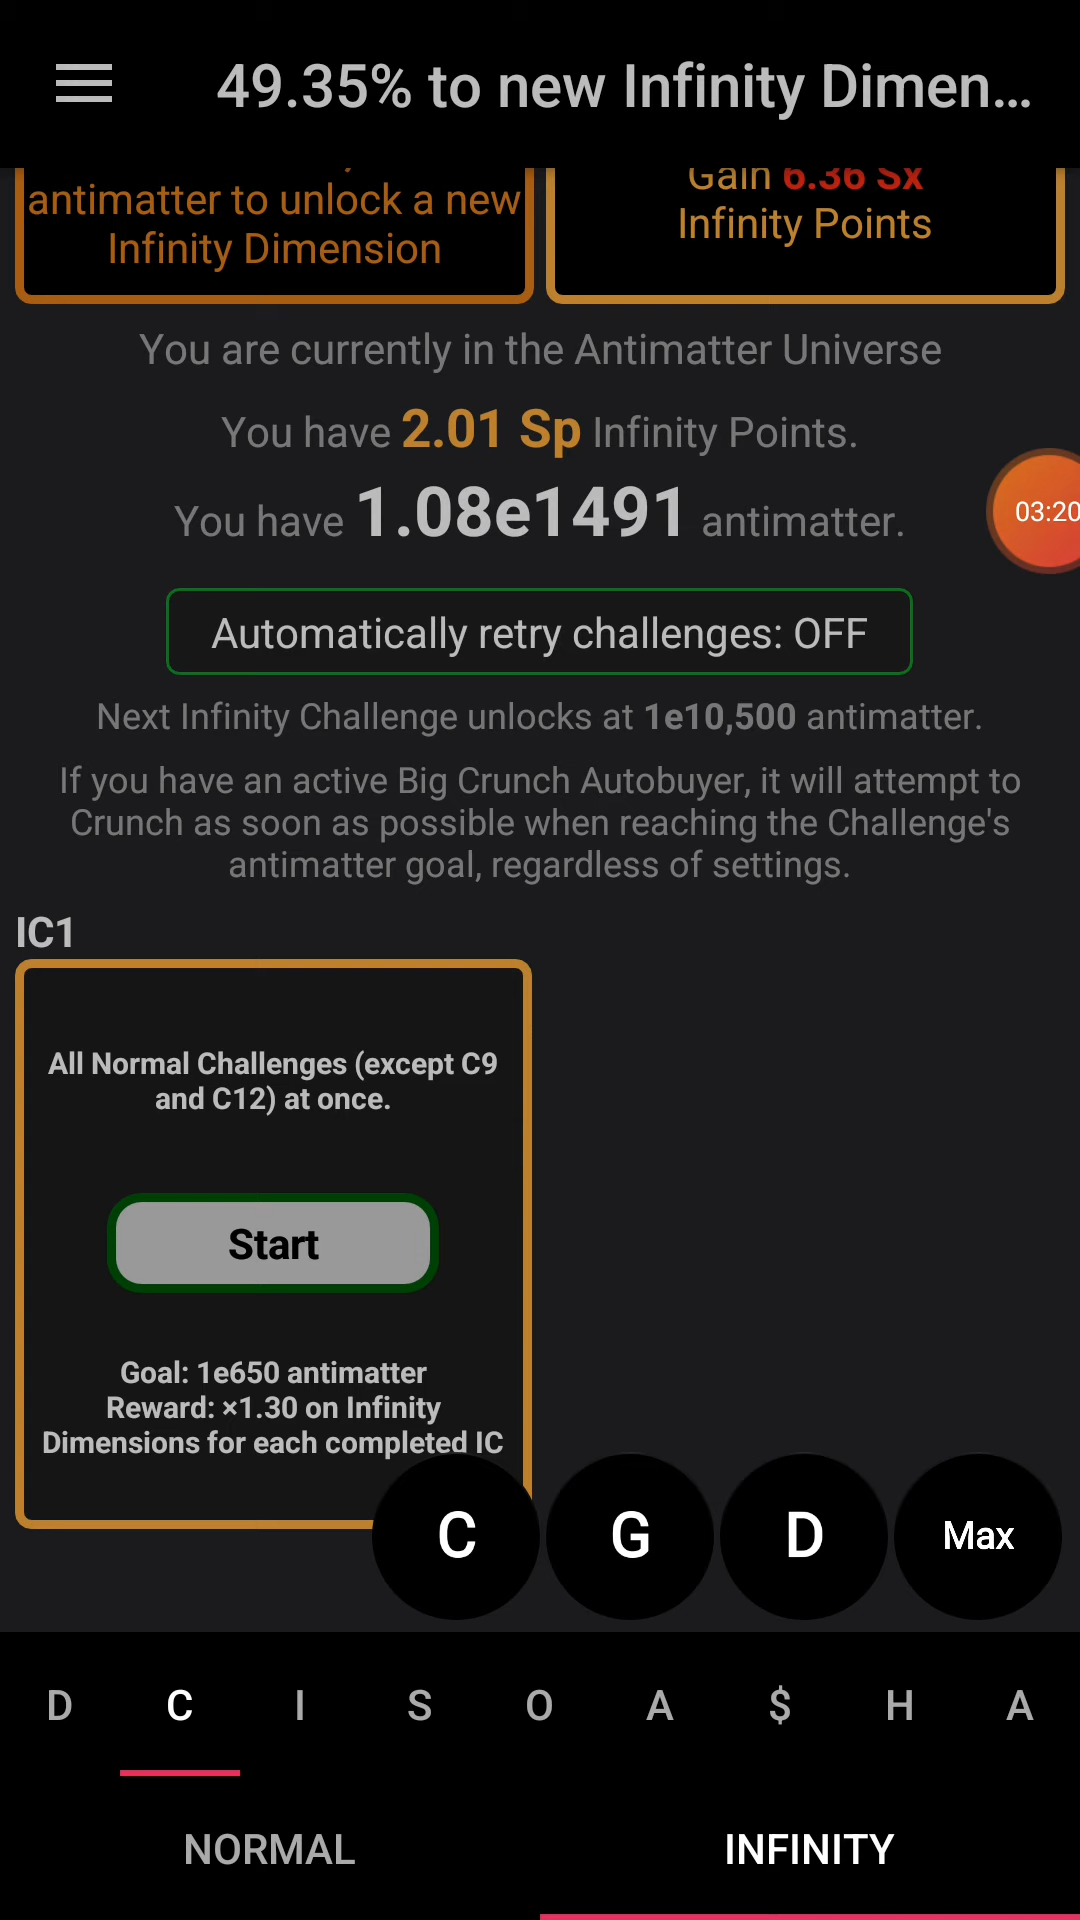 49.35% to new Infinity Dimen...
antimatter to unlock a new
Infinity Dimension
Gain 6.36 Sx
Infinity Points
You are currently in the Antimatter Universe
You have 2.01 Sp Infinity Points.
You have 1.08e1491 antimatter.
03:20
Automatically retry challenges: OFF
Next Infinity Challenge unlocks at 1e10,500 antimatter.
If you have an active Big Crunch Autobuyer, it will attempt to
Crunch as soon as possible when reaching the Challenge's
antimatter goal, regardless of settings.
IC1
All Normal Challenges (except C9
and C12) at once.
Start
Goal: 1e650 antimatter
Reward: ×1.30 on Infinity
Dimensions for each completed IC
C G D Max
D C I S O A $ H A
NORMAL INFINITY